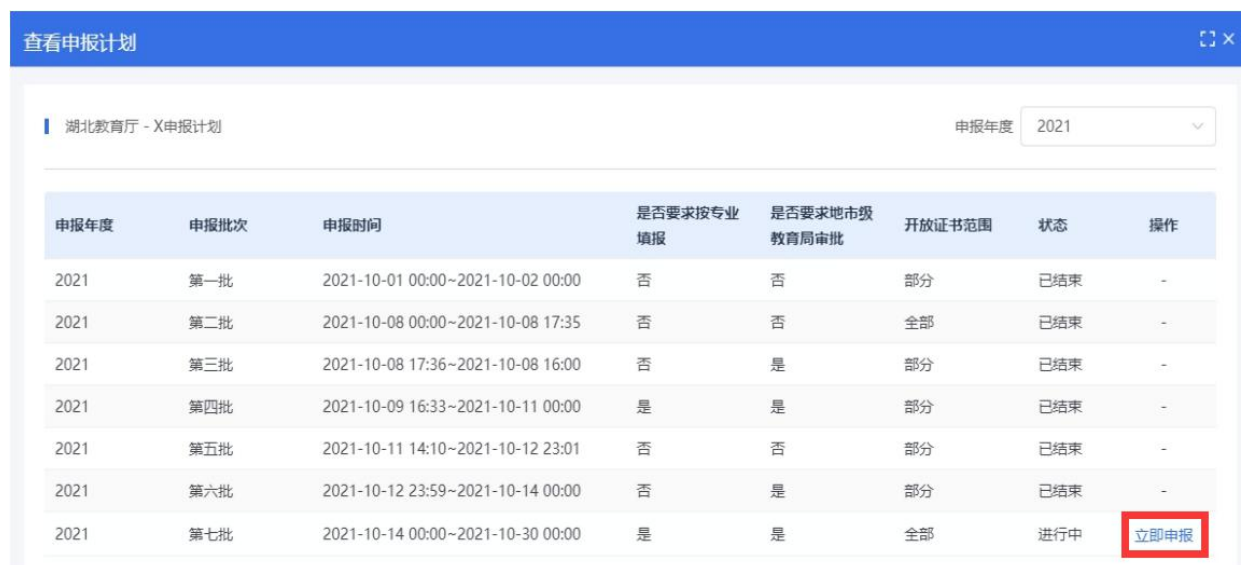 查看申报计划
湖北教育厅 - X申报计划 申报年度 2021
申报年度 申报批次 申报时间 是否要求按专业填报 是否要求地市级教育局审批 开放证书范围 状态 操作
2021 第一批 2021-10-01 00:00~2021-10-02 00:00 否 否 部分 已结束 -
2021 第二批 2021-10-08 00:00~2021-10-08 17:35 否 否 全部 已结束 -
2021 第三批 2021-10-08 17:36~2021-10-08 16:00 否 是 部分 已结束 -
2021 第四批 2021-10-09 16:33~2021-10-11 00:00 是 是 部分 已结束 -
2021 第五批 2021-10-11 14:10~2021-10-12 23:01 否 否 部分 已结束 -
2021 第六批 2021-10-12 23:59~2021-10-14 00:00 否 是 部分 已结束 -
2021 第七批 2021-10-14 00:00~2021-10-30 00:00 是 是 全部 进行中 立即申报